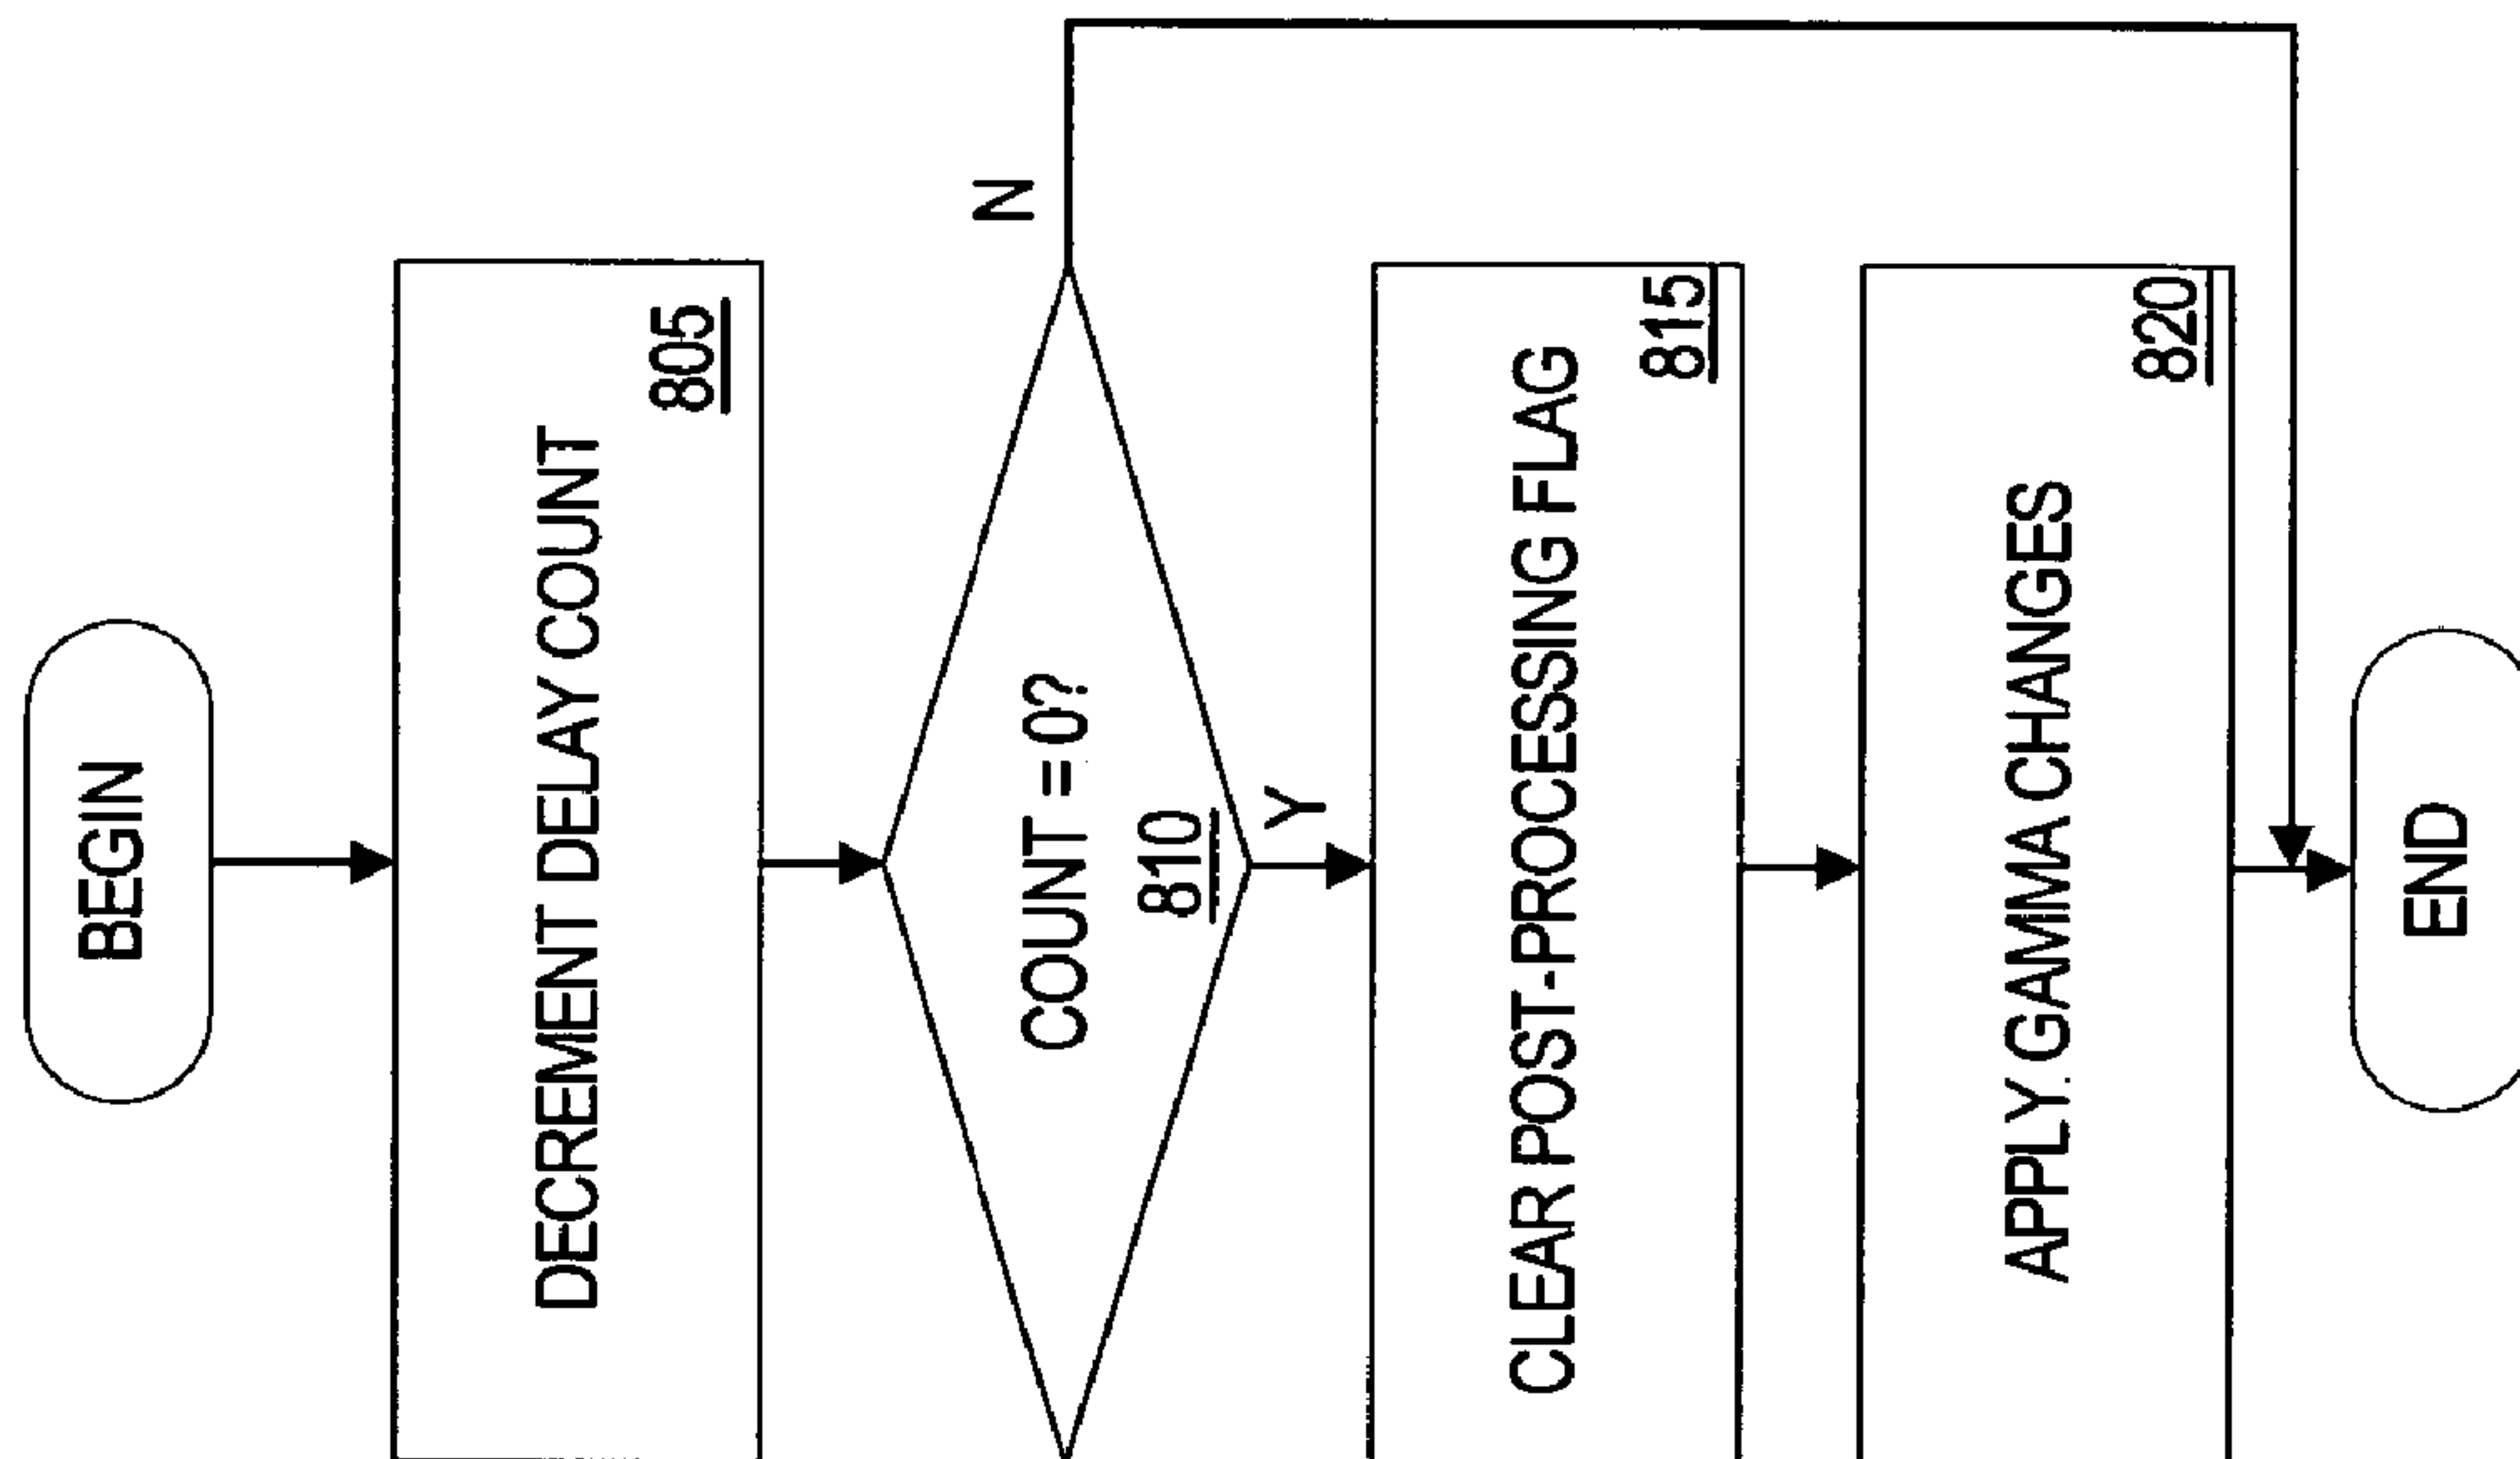 BEGIN
DECREMENT DELAY COUNT
805
COUNT = 0?
810
N
Y
CLEAR POST-PROCESSING FLAG
815
APPLY GAMMA CHANGES
820
END